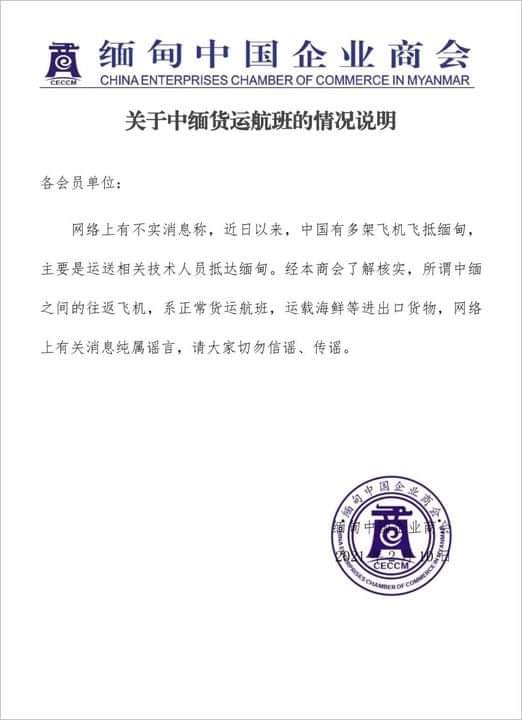 缅甸中国企业商会
CECCM
CHINA ENTERPRISES CHAMBER OF COMMERCE IN MYANMAR
关于中缅货运航班的情况说明
各会员单位：
网络上有不实消息称，近日以来，中国有多架飞机飞抵缅甸，
主要是运送相关技术人员抵达缅甸。经本商会了解核实，所谓中缅
之间的往返飞机，系正常货运航班，运载海鲜等进出口货物，网络
上有关消息纯属谣言，请大家切勿信谣、传谣。
缅甸中国企业商会
缅甸中国企业商会
2021年2月10日
CECCM
CHINA ENTERPRISES CHAMBER OF COMMERCE IN MYANMAR